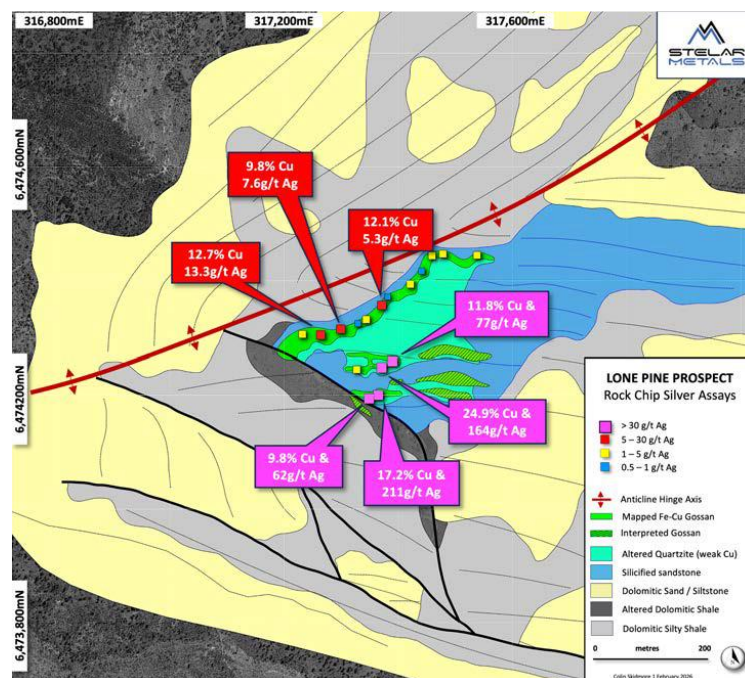 316,800mE
317,200mE
317,600mE
STELAR
METALS
6,474,600mN
6,474200mN
6,473,800mN
9.8% Cu
7.6g/t Ag
12.1% Cu
5.3g/t Ag
12.7% Cu
13.3g/t Ag
11.8% Cu &
77g/t Ag
24.9% Cu &
164g/t Ag
9.8% Cu &
62g/t Ag
17.2% Cu &
211g/t Ag
LONE PINE PROSPECT
Rock Chip Silver Assays
> 30 g/t Ag
5 – 30 g/t Ag
1 – 5 g/t Ag
0.5 – 1 g/t Ag
Anticline Hinge Axis
Mapped Fe-Cu Gossan
Interpreted Gossan
Altered Quartzite (weak Cu)
Silicified sandstone
Dolomitic Sand / Siltstone
Altered Dolomitic Shale
Dolomitic Silty Shale
0 metres 200
Colin Skidmore 1 February 2026